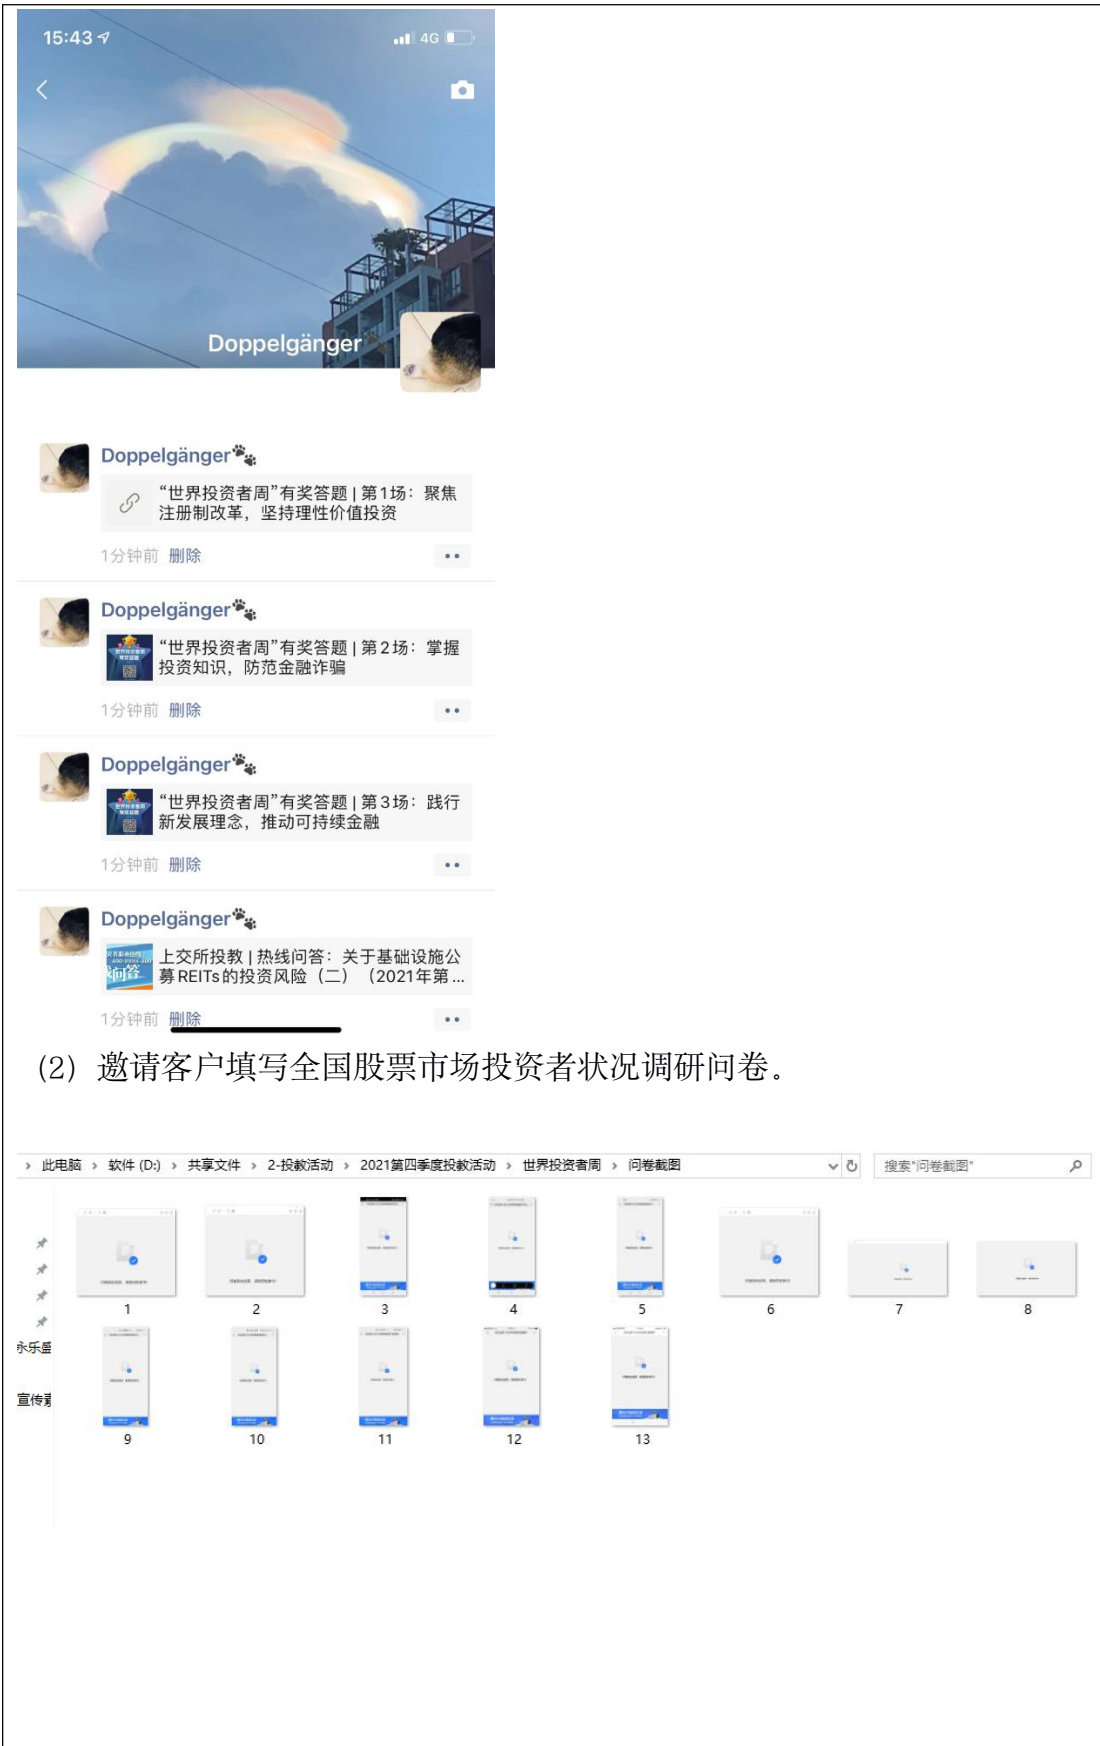 15:43
4G
Doppelgänger
Doppelgänger
“世界投资者周”有奖答题 | 第1场：聚焦
注册制改革，坚持理性价值投资
1分钟前 删除
Doppelgänger
“世界投资者周”有奖答题 | 第2场：掌握
投资知识，防范金融诈骗
1分钟前 删除
Doppelgänger
“世界投资者周”有奖答题 | 第3场：践行
新发展理念，推动可持续金融
1分钟前 删除
Doppelgänger
问答
上交所投教 | 热线问答：关于基础设施公
募REITs的投资风险（二）（2021年第...
1分钟前 删除
(2) 邀请客户填写全国股票市场投资者状况调研问卷。
› 此电脑 › 软件 (D:) › 共享文件 › 2-投教活动 › 2021第四季度投教活动 › 世界投资者周 › 问卷截图
搜索"问卷截图"
1 2 3 4 5 6 7 8
永乐盛
宣传
9 10 11 12 13